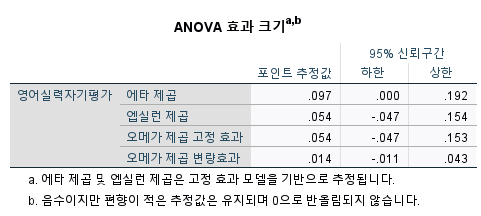 ANOVA 효과 크기a,b
95% 신뢰구간
포인트 추정값 하한 상한
영어실력자기평가 에타 제곱 .097 .000 .192
엡실런 제곱 .054 -.047 .154
오메가 제곱 고정 효과 .054 -.047 .153
오메가 제곱 변량효과 .014 -.011 .043
a. 에타 제곱 및 엡실런 제곱은 고정 효과 모델을 기반으로 추정됩니다.
b. 음수이지만 편향이 적은 추정값은 유지되며 0으로 반올림되지 않습니다.